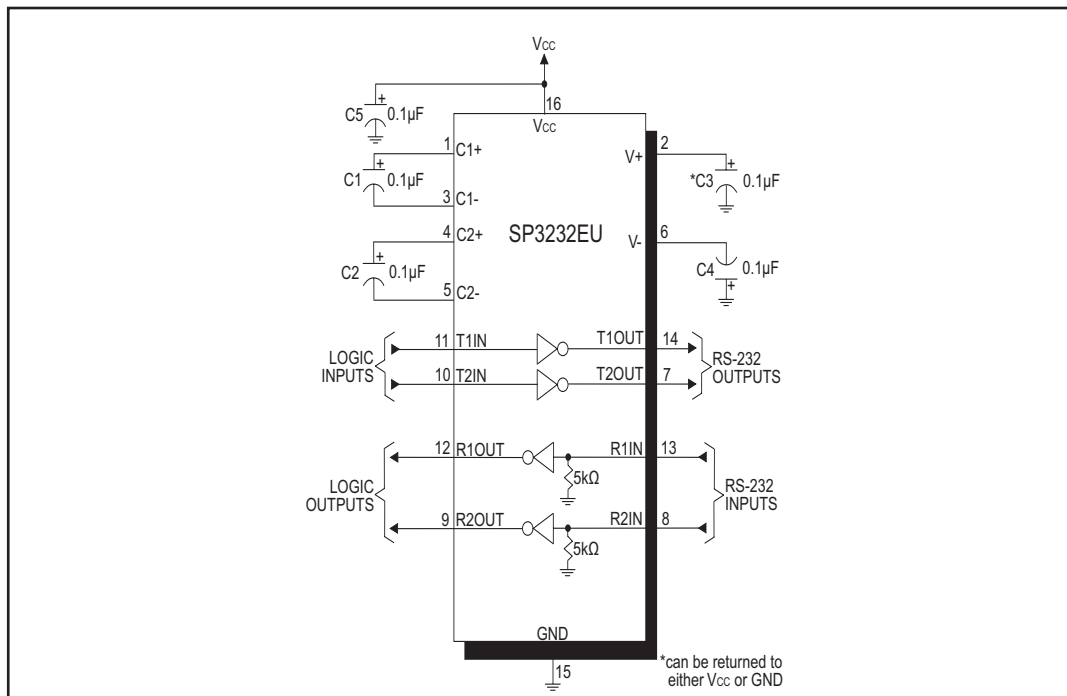 Vcc
+
C5
0.1µF
16
Vcc
1
C1+
+
C1
0.1µF
3
C1-
4
C2+
+
C2
0.1µF
5
C2-
SP3232EU
2
V+
+
*C3
0.1µF
6
V-
C4
0.1µF
+
LOGIC
INPUTS
11
T1IN
T1OUT
14
10
T2IN
T2OUT
7
RS-232
OUTPUTS
LOGIC
OUTPUTS
12
R1OUT
R1IN
13
5kΩ
9
R2OUT
R2IN
8
5kΩ
RS-232
INPUTS
GND
15
*can be returned to
either Vcc or GND